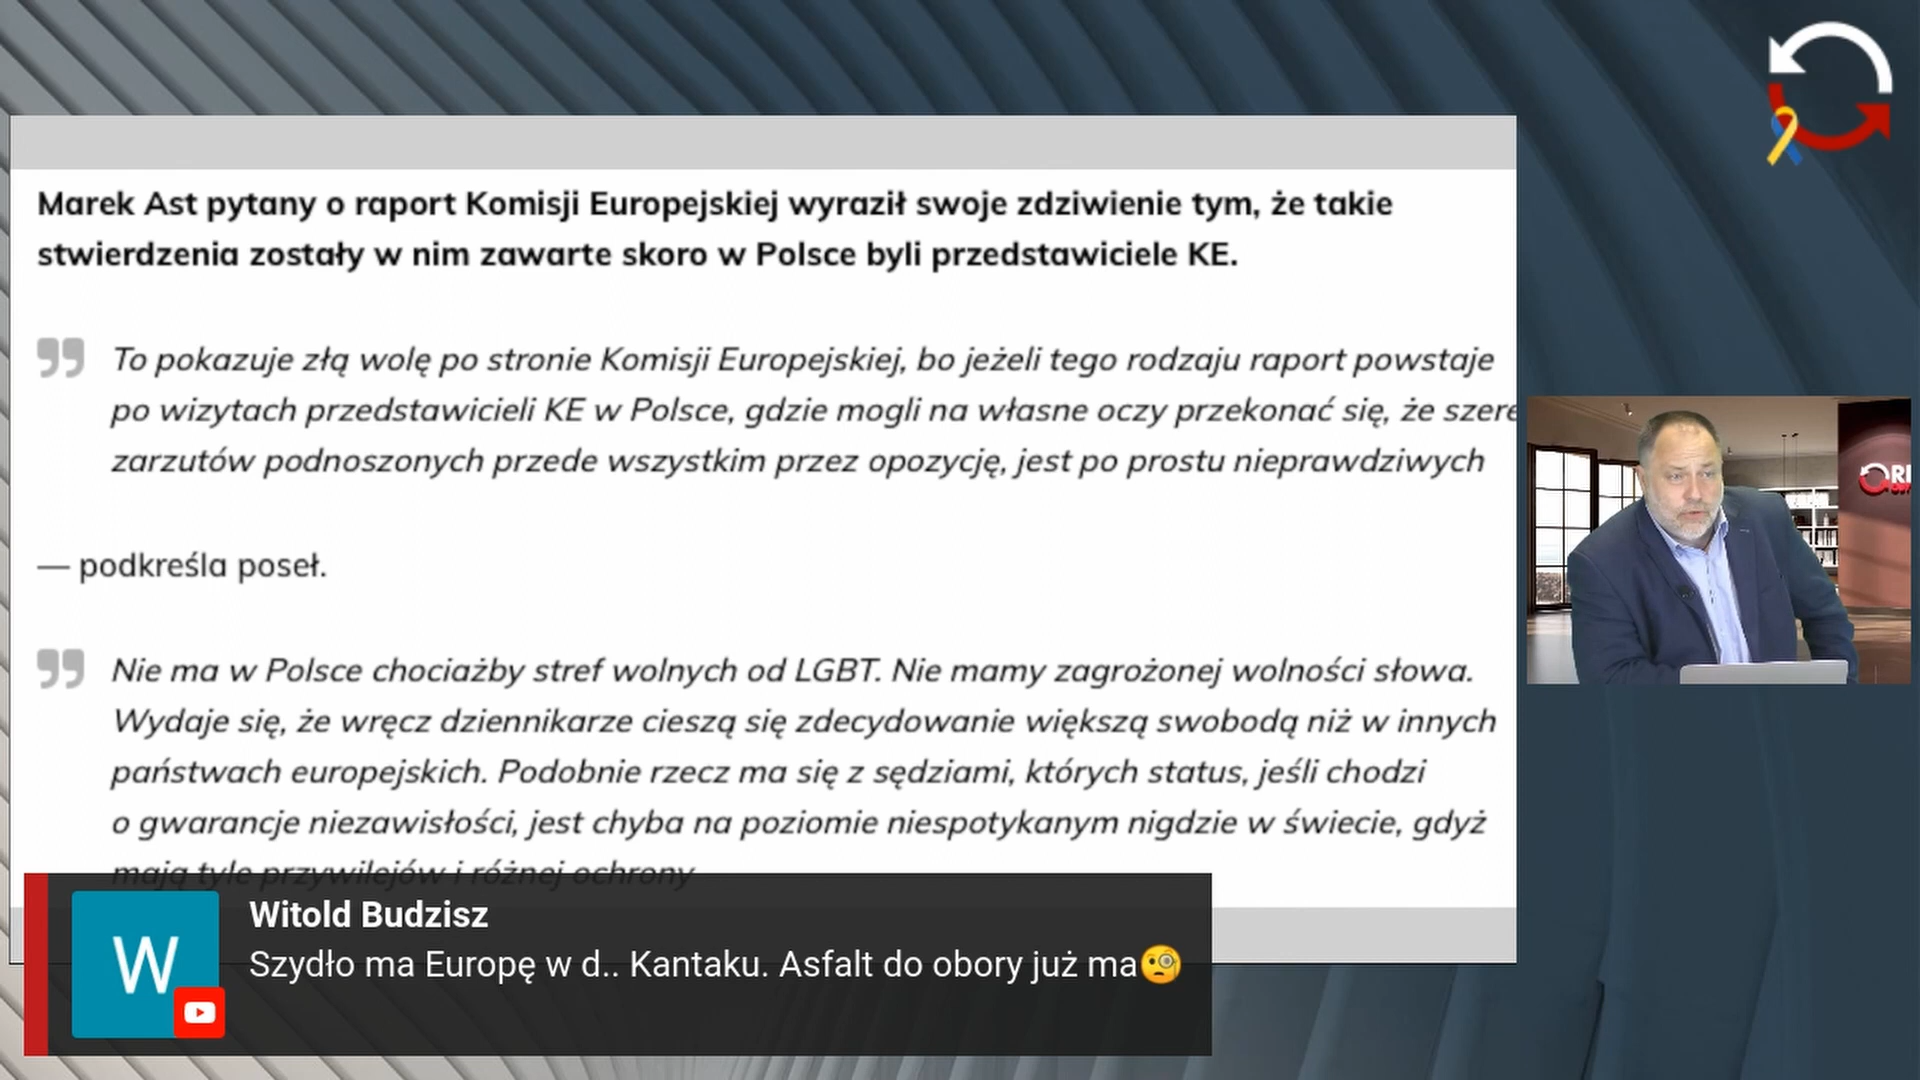 Marek Ast pytany o raport Komisji Europejskiej wyraził swoje zdziwienie tym, że takie
stwierdzenia zostały w nim zawarte skoro w Polsce byli przedstawiciele KE.
To pokazuje złą wolę po stronie Komisji Europejskiej, bo jeżeli tego rodzaju raport powstaje
po wizytach przedstawicieli KE w Polsce, gdzie mogli na własne oczy przekonać się, że szere
zarzutów podnoszonych przede wszystkim przez opozycję, jest po prostu nieprawdziwych
— podkreśla poseł.
Nie ma w Polsce chociażby stref wolnych od LGBT. Nie mamy zagrożonej wolności słowa.
Wydaje się, że wręcz dziennikarze cieszą się zdecydowanie większą swobodą niż w innych
państwach europejskich. Podobnie rzecz ma się z sędziami, których status, jeśli chodzi
o gwarancje niezawisłości, jest chyba na poziomie niespotykanym nigdzie w świecie, gdyż
mają tyle przywilejów i różnej ochrony
W
Witold Budzisz
Szydło ma Europę w d.. Kantaku. Asfalt do obory już ma🧐